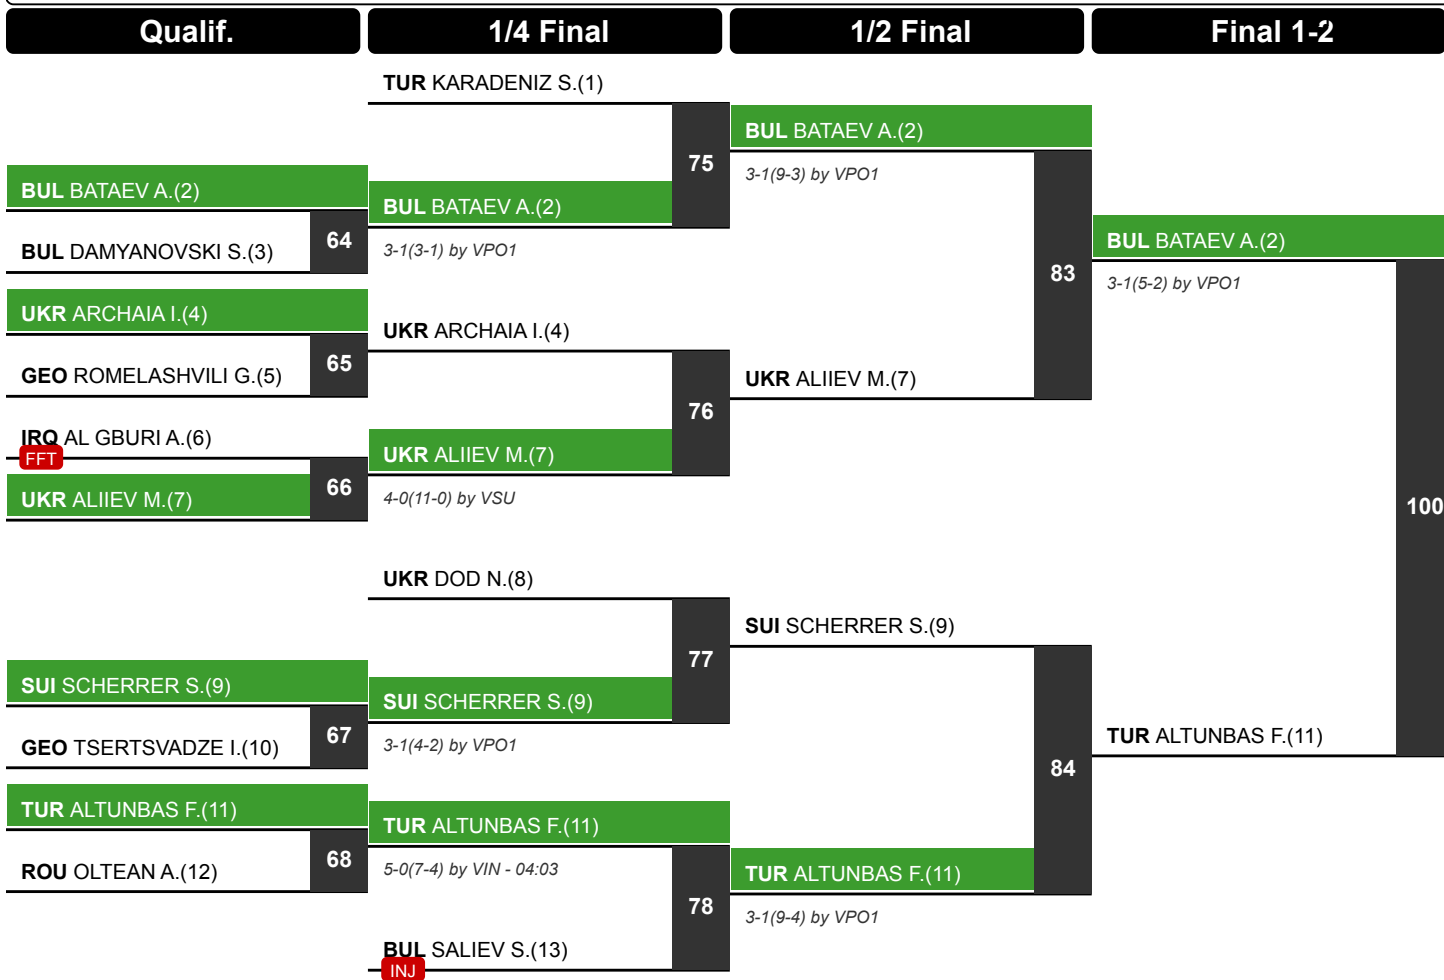 Qualif.
1/4 Final
1/2 Final
Final 1-2
BUL BATAEV A.(2)
BUL DAMYANOVSKI S.(3)
64
UKR ARCHAIA I.(4)
GEO ROMELASHVILI G.(5)
65
IRQ AL GBURI A.(6)
FFT
UKR ALIIEV M.(7)
66
SUI SCHERRER S.(9)
GEO TSERTSVADZE I.(10)
67
TUR ALTUNBAS F.(11)
ROU OLTEAN A.(12)
68
TUR KARADENIZ S.(1)
BUL BATAEV A.(2)
3-1(3-1) by VPO1
75
UKR ARCHAIA I.(4)
UKR ALIIEV M.(7)
4-0(11-0) by VSU
76
UKR DOD N.(8)
SUI SCHERRER S.(9)
3-1(4-2) by VPO1
77
TUR ALTUNBAS F.(11)
5-0(7-4) by VIN - 04:03
BUL SALIEV S.(13)
INJ
78
BUL BATAEV A.(2)
3-1(9-3) by VPO1
UKR ALIIEV M.(7)
83
SUI SCHERRER S.(9)
TUR ALTUNBAS F.(11)
3-1(9-4) by VPO1
84
BUL BATAEV A.(2)
3-1(5-2) by VPO1
TUR ALTUNBAS F.(11)
100